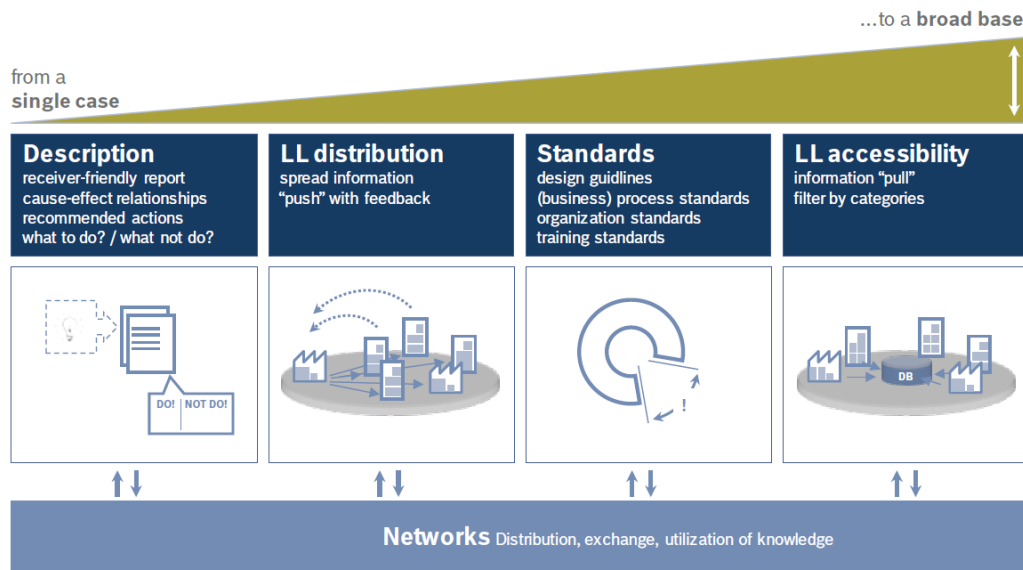 ...to a broad base
from a
single case
Description
receiver-friendly report
cause-effect relationships
recommended actions
what to do? / what not do?
LL distribution
spread information
“push” with feedback
Standards
design guidlines
(business) process standards
organization standards
training standards
LL accessibility
information “pull”
filter by categories
DO! NOT DO!
!
DB
Networks Distribution, exchange, utilization of knowledge